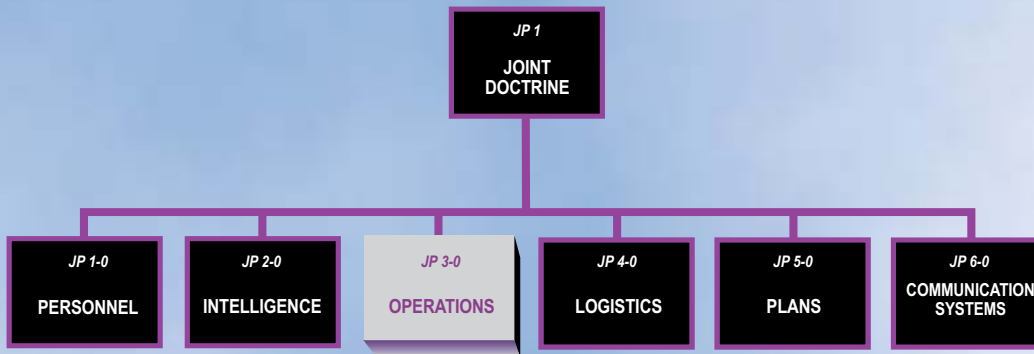 JP 1
JOINT
DOCTRINE
JP 1-0
PERSONNEL
JP 2-0
INTELLIGENCE
JP 3-0
OPERATIONS
JP 4-0
LOGISTICS
JP 5-0
PLANS
JP 6-0
COMMUNICATION
SYSTEMS